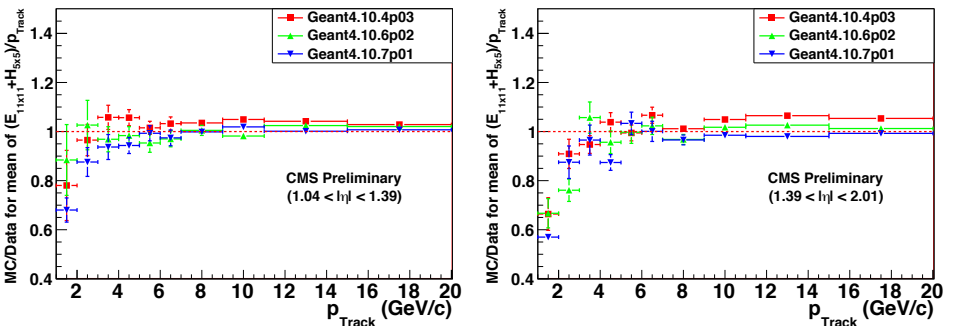 MC/Data for mean of (E11x11+H5x5)/pTrack
1.4
1.2
1
0.8
0.6
0.4
Geant4.10.4p03
Geant4.10.6p02
Geant4.10.7p01
CMS Preliminary
(1.04 < |η| < 1.39)
2 4 6 8 10 12 14 16 18 20
pTrack (GeV/c)
MC/Data for mean of (E11x11+H5x5)/pTrack
1.4
1.2
1
0.8
0.6
0.4
Geant4.10.4p03
Geant4.10.6p02
Geant4.10.7p01
CMS Preliminary
(1.39 < |η| < 2.01)
2 4 6 8 10 12 14 16 18 20
pTrack (GeV/c)